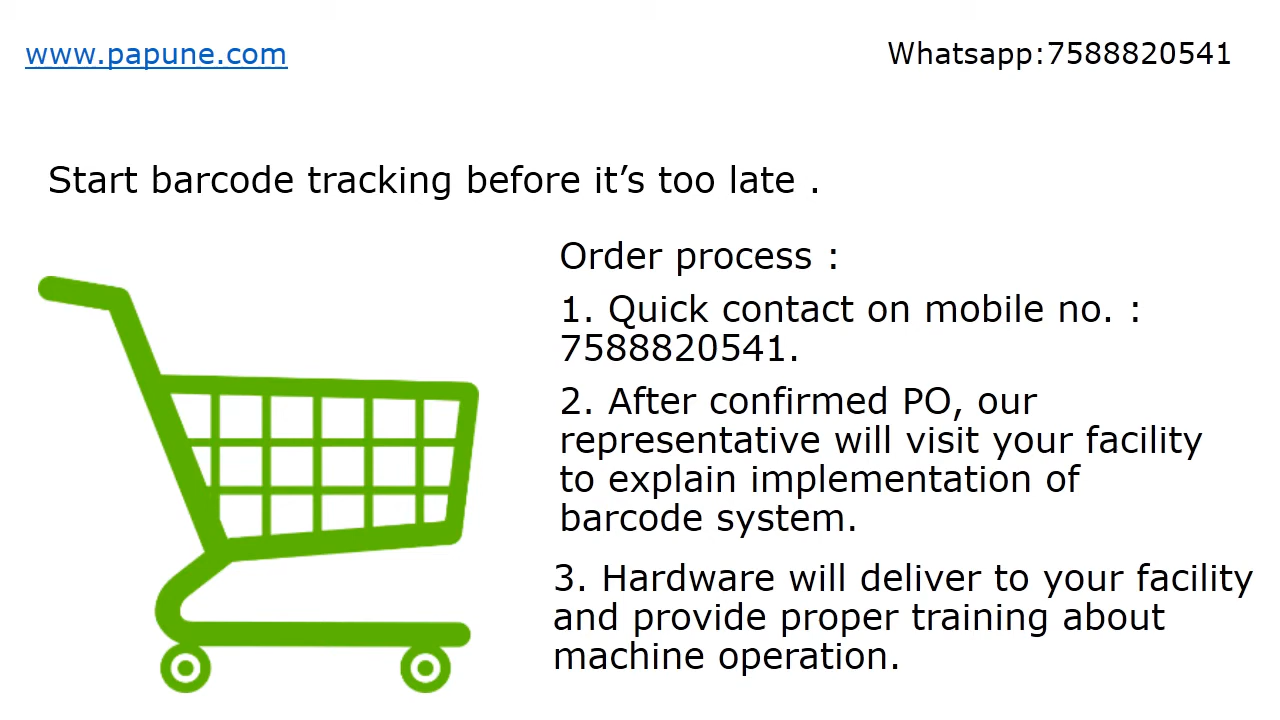 www.papune.com
Whatsapp:7588820541
Start barcode tracking before it’s too late .
Order process :
1. Quick contact on mobile no. :
7588820541.
2. After confirmed PO, our
representative will visit your facility
to explain implementation of
barcode system.
3. Hardware will deliver to your facility
and provide proper training about
machine operation.